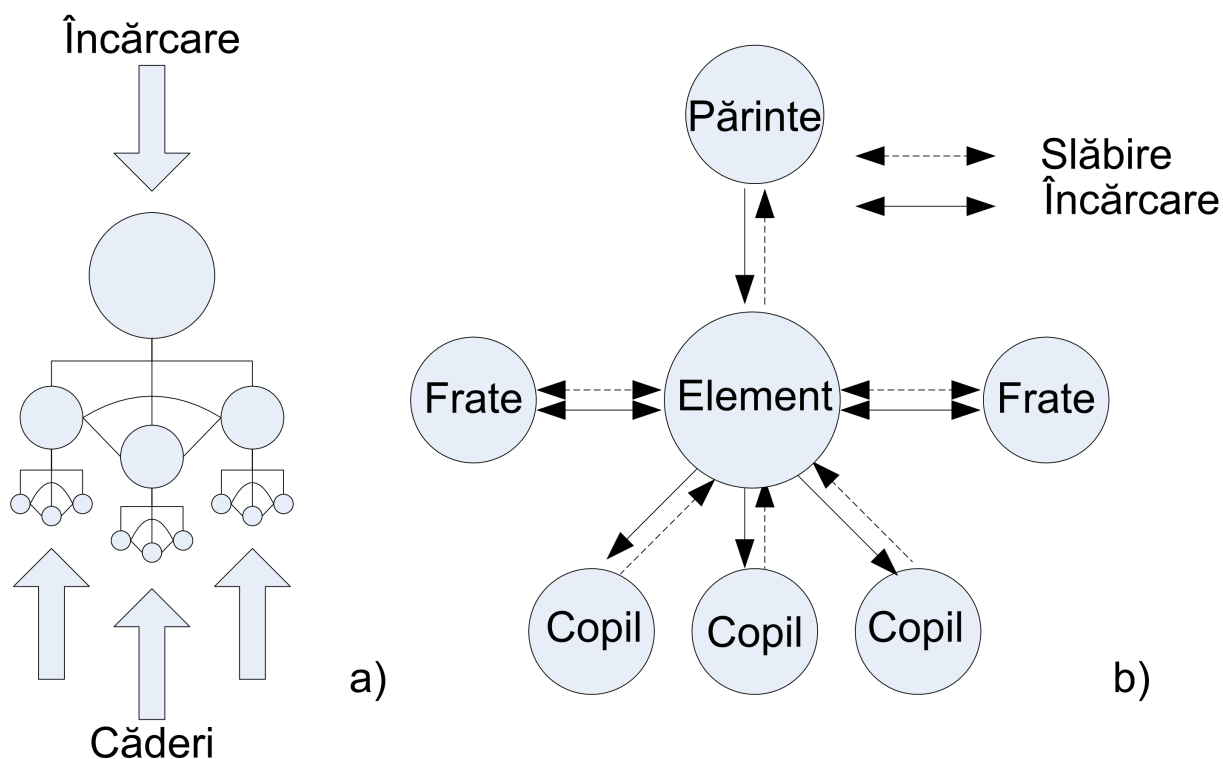 Încărcare
Căderi
a)
Părinte
Slăbire
Încărcare
Frate
Element
Frate
Copil
Copil
Copil
b)